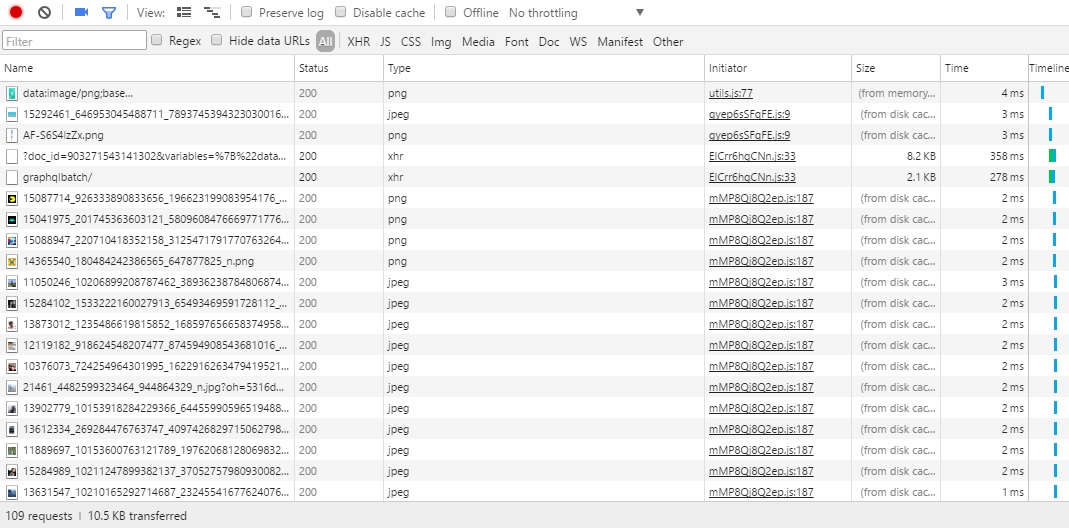 View: Preserve log Disable cache Offline No throttling
Filter Regex Hide data URLs All XHR JS CSS Img Media Font Doc WS Manifest Other
Name Status Type Initiator Size Time Timeline
data:image/png;base... 200 png utils.js:77 (from memory... 4 ms
15292461_646953045488711_7893745394323030016... 200 jpeg gyep6sSFgFE.js:9 (from disk cac... 3 ms
AF-S6S4lzZx.png 200 png gyep6sSFgFE.js:9 (from disk cac... 3 ms
?doc_id=903271543141302&variables=%7B%22data... 200 xhr ElCrr6hgCNn.js:33 8.2 KB 358 ms
graphqlbatch/ 200 xhr ElCrr6hgCNn.js:33 2.1 KB 278 ms
15087714_926333890833656_196623199083954176_... 200 png mMP8Qj8Q2ep.js:187 (from disk cac... 2 ms
15041975_201745363603121_5809608476669771776... 200 png mMP8Qj8Q2ep.js:187 (from disk cac... 2 ms
15088947_220710418352158_3125471791770763264... 200 png mMP8Qj8Q2ep.js:187 (from disk cac... 2 ms
14365540_180484242386565_647877825_n.png 200 png mMP8Qj8Q2ep.js:187 (from disk cac... 2 ms
11050246_10206899208787462_38936238784806874... 200 jpeg mMP8Qj8Q2ep.js:187 (from disk cac... 3 ms
15284102_1533222160027913_65493469591728112_... 200 jpeg mMP8Qj8Q2ep.js:187 (from disk cac... 2 ms
13873012_1235486619815852_168597656658374958... 200 jpeg mMP8Qj8Q2ep.js:187 (from disk cac... 2 ms
12119182_918624548207477_874594908543681016_... 200 jpeg mMP8Qj8Q2ep.js:187 (from disk cac... 2 ms
10376073_724254964301995_1622916263479419521... 200 jpeg mMP8Qj8Q2ep.js:187 (from disk cac... 2 ms
21461_4482599323464_944864329_n.jpg?oh=5316d... 200 jpeg mMP8Qj8Q2ep.js:187 (from disk cac... 2 ms
13902779_10153918284229366_64455990596519488... 200 jpeg mMP8Qj8Q2ep.js:187 (from disk cac... 2 ms
13612334_269284476763747_4097426829715062798... 200 jpeg mMP8Qj8Q2ep.js:187 (from disk cac... 2 ms
11889697_10153600763121789_19762068128069832... 200 jpeg mMP8Qj8Q2ep.js:187 (from disk cac... 2 ms
15284989_10211247899382137_37052757980930082... 200 jpeg mMP8Qj8Q2ep.js:187 (from disk cac... 2 ms
13631547_10210165292714687_23245541677624076... 200 jpeg mMP8Qj8Q2ep.js:187 (from disk cac... 1 ms
109 requests | 10.5 KB transferred